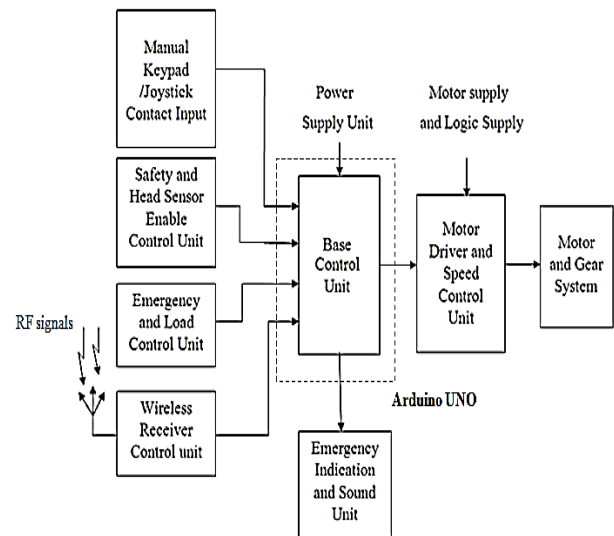 Manual
Keypad
/Joystick
Contact Input
Power
Supply Unit
Motor supply
and Logic Supply
Safety and
Head Sensor
Enable Control Unit
Base
Control
Unit
Motor
Driver and
Speed
Control
Unit
Motor
and Gear
System
Emergency
and Load
Control Unit
RF signals
Wireless
Receiver
Control unit
Arduino UNO
Emergency
Indication
and Sound
Unit